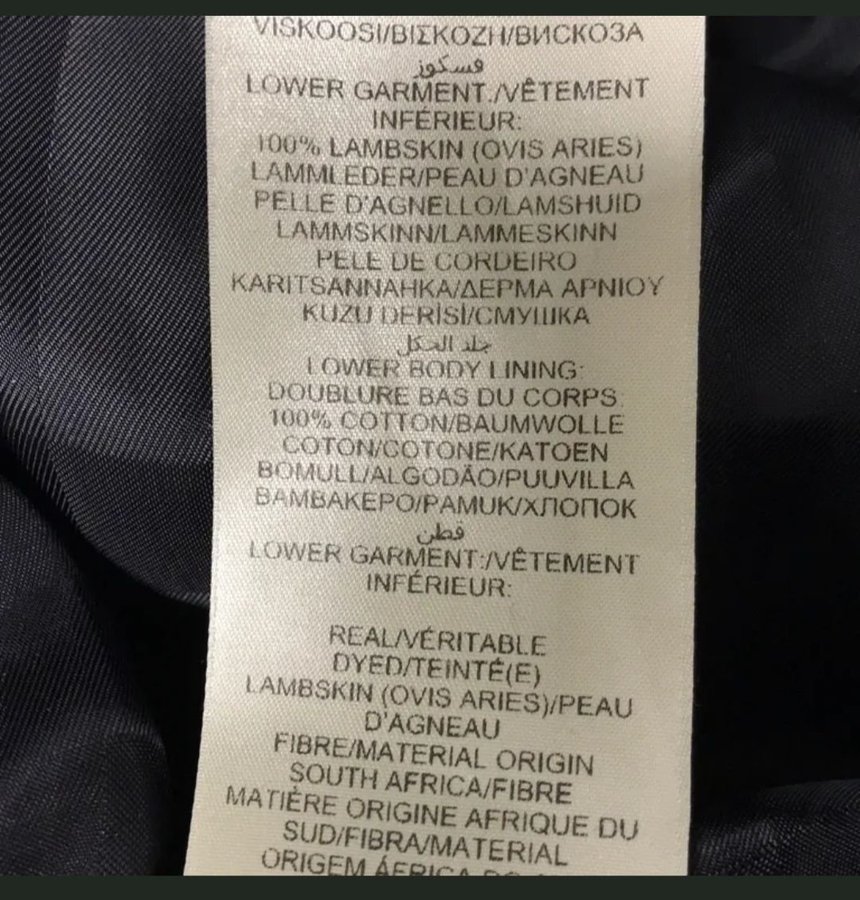 VISKOOSI/ΒΙΣΚΟΖΗ/ВИСКОЗА
فسكوز
LOWER GARMENT./VÊTEMENT
INFÉRIEUR:
100% LAMBSKIN (OVIS ARIES)
LAMMLEDER/PEAU D'AGNEAU
PELLE D'AGNELLO/LAMSHUID
LAMMSKINN/LAMMESKINN
PELE DE CORDEIRO
KARITSANNAHKA/ΔΕΡΜΑ ΑΡΝΙΟΥ
KUZU DERİSİ/СМУШКА
جلد الحكل
LOWER BODY LINING:
DOUBLURE BAS DU CORPS:
100% COTTON/BAUMWOLLE
COTON/COTONE/KATOEN
BOMULL/ALGODÃO/PUUVILLA
ΒΑΜΒΑΚΕΡΟ/PAMUK/ХЛОПОК
قطن
LOWER GARMENT:/VÊTEMENT
INFÉRIEUR:
REAL/VÉRITABLE
DYED/TEINTÉ(E)
LAMBSKIN (OVIS ARIES)/PEAU
D'AGNEAU
FIBRE/MATERIAL ORIGIN
SOUTH AFRICA/FIBRE
MATIÈRE ORIGINE AFRIQUE DU
SUD/FIBRA/MATERIAL
ORIGEM ÁFRICA